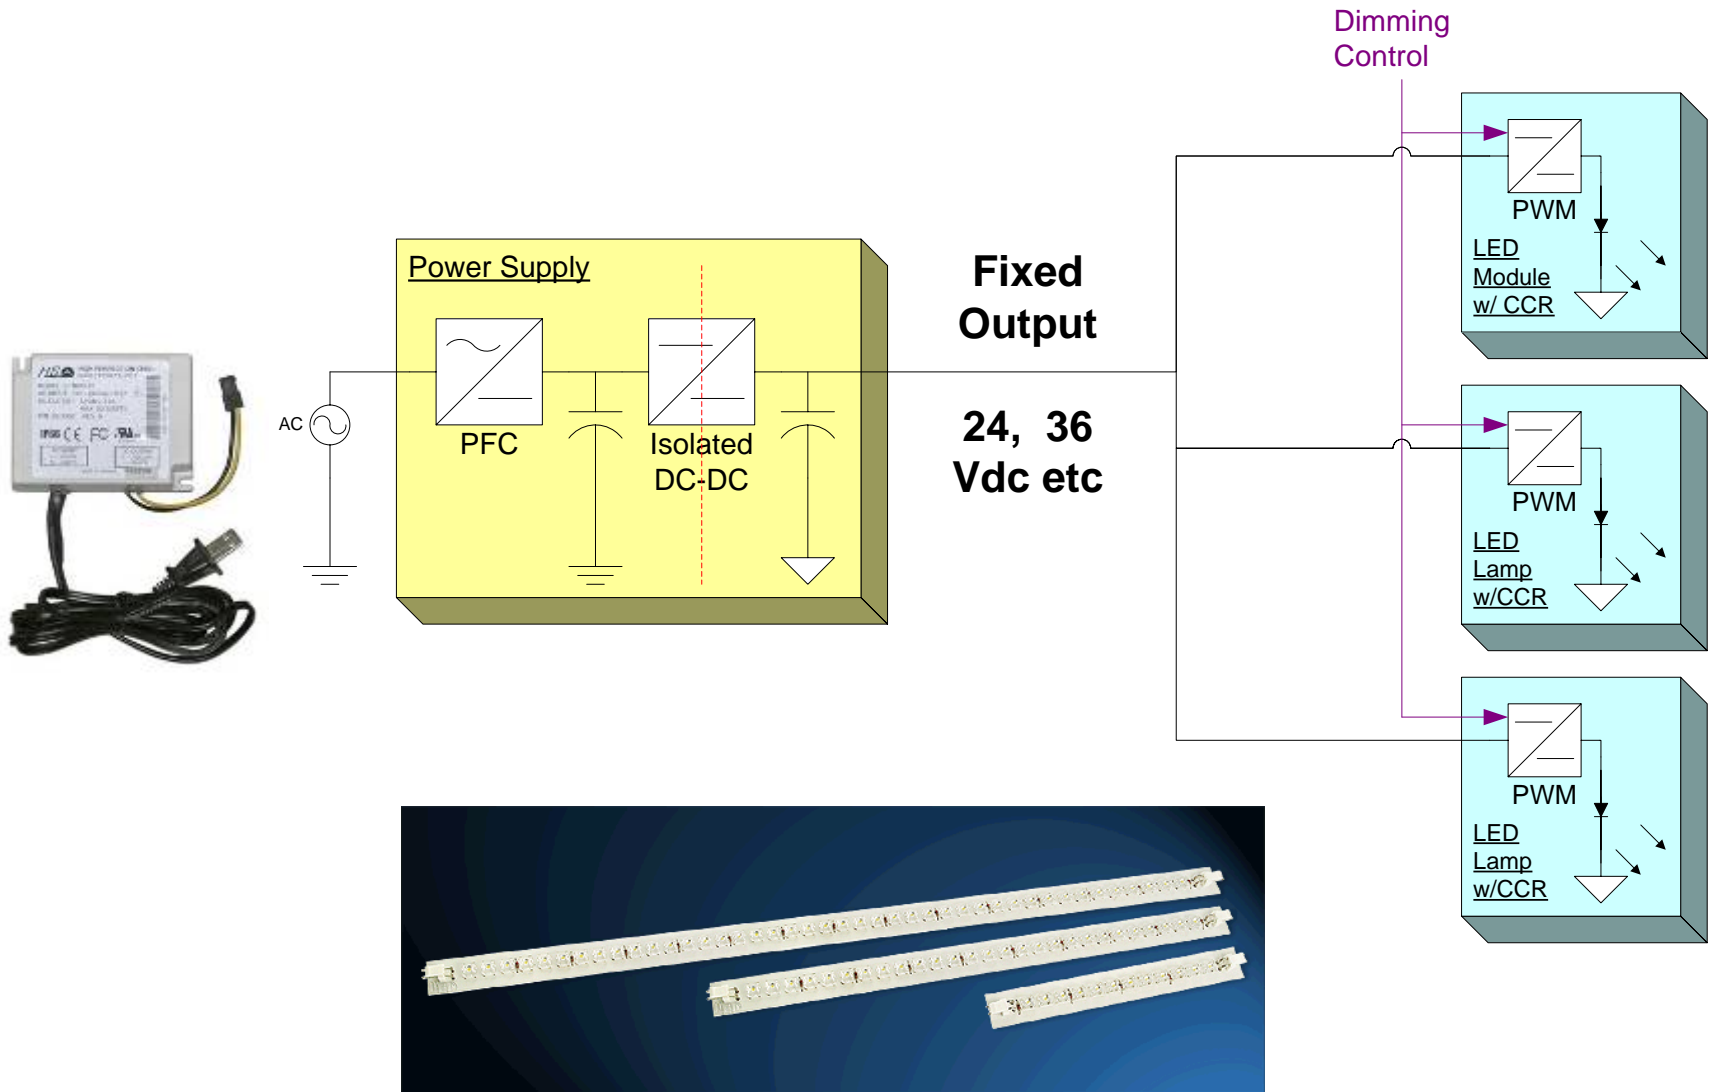 Dimming
Control
PWM
LED
Module
w/ CCR
Power Supply
Fixed
Output
PFC
Isolated
DC-DC
AC
24, 36
Vdc etc
PWM
LED
Lamp
w/CCR
PWM
LED
Lamp
w/CCR